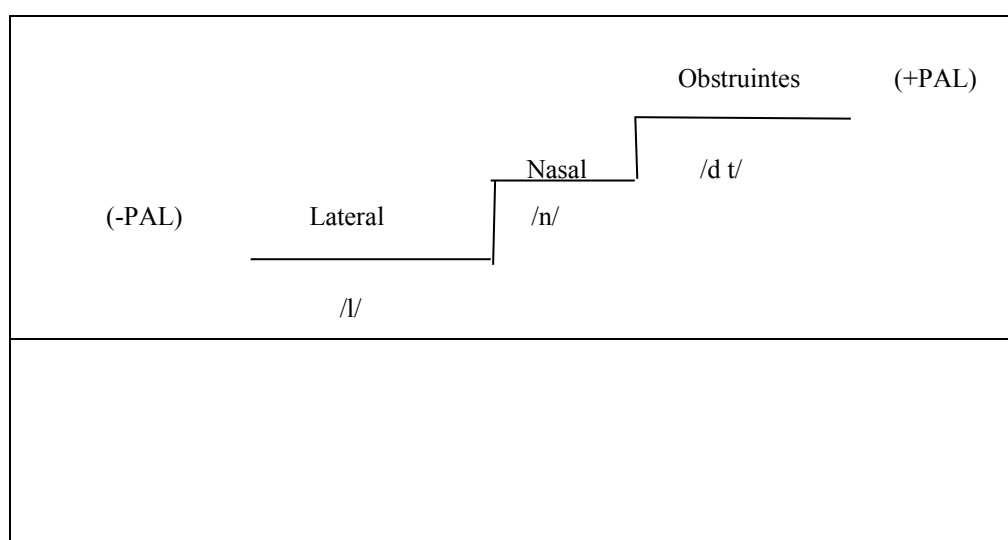 Obstruintes (+PAL)
Nasal /d t/
(-PAL) Lateral /n/
/l/